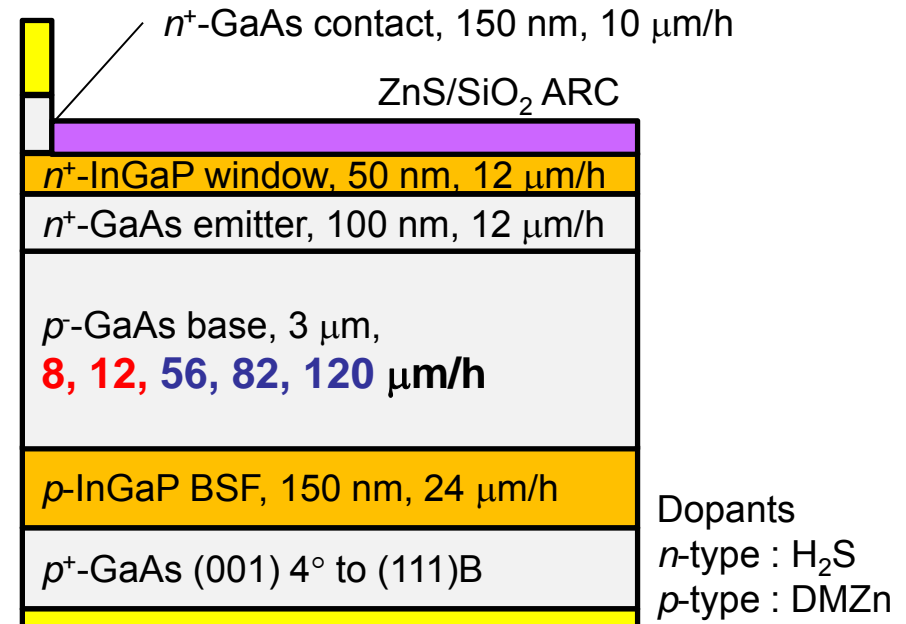 n⁺-GaAs contact, 150 nm, 10 μm/h
ZnS/SiO₂ ARC
n⁺-InGaP window, 50 nm, 12 μm/h
n⁺-GaAs emitter, 100 nm, 12 μm/h
p⁻-GaAs base, 3 μm,
8, 12, 56, 82, 120 μm/h
p-InGaP BSF, 150 nm, 24 μm/h
p⁺-GaAs (001) 4° to (111)B
Dopants
n-type : H₂S
p-type : DMZn